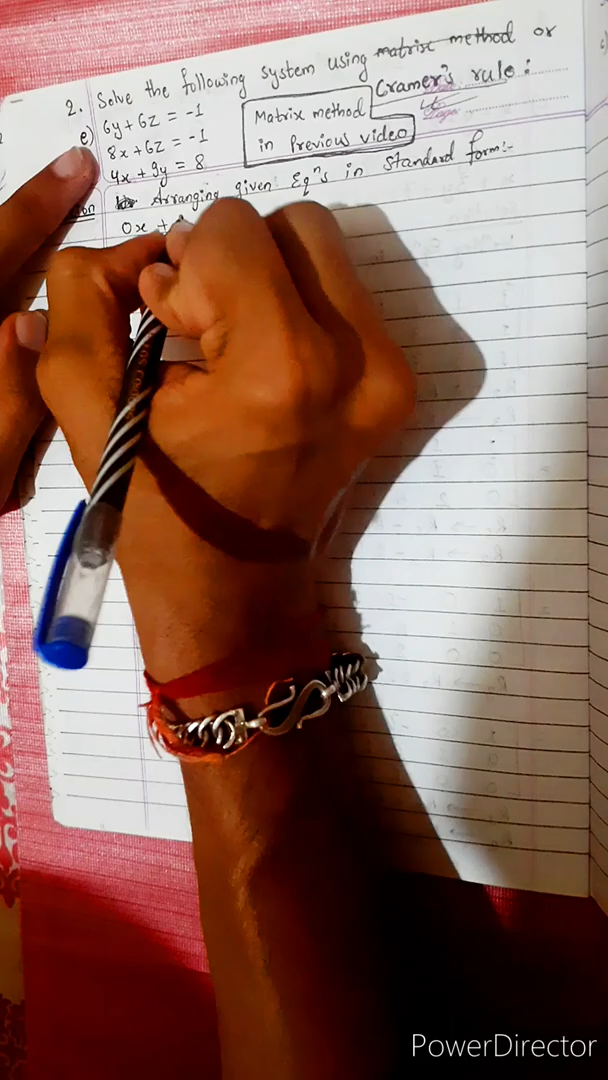 2. Solve the following system using matrix method or
Cramer's rule:
e) 6y + 6z = -1
8x + 6z = -1
4x + 9y = 8
Matrix method
in Previous video
Arranging given Eqⁿs in standard form:-
0x +
PowerDirector